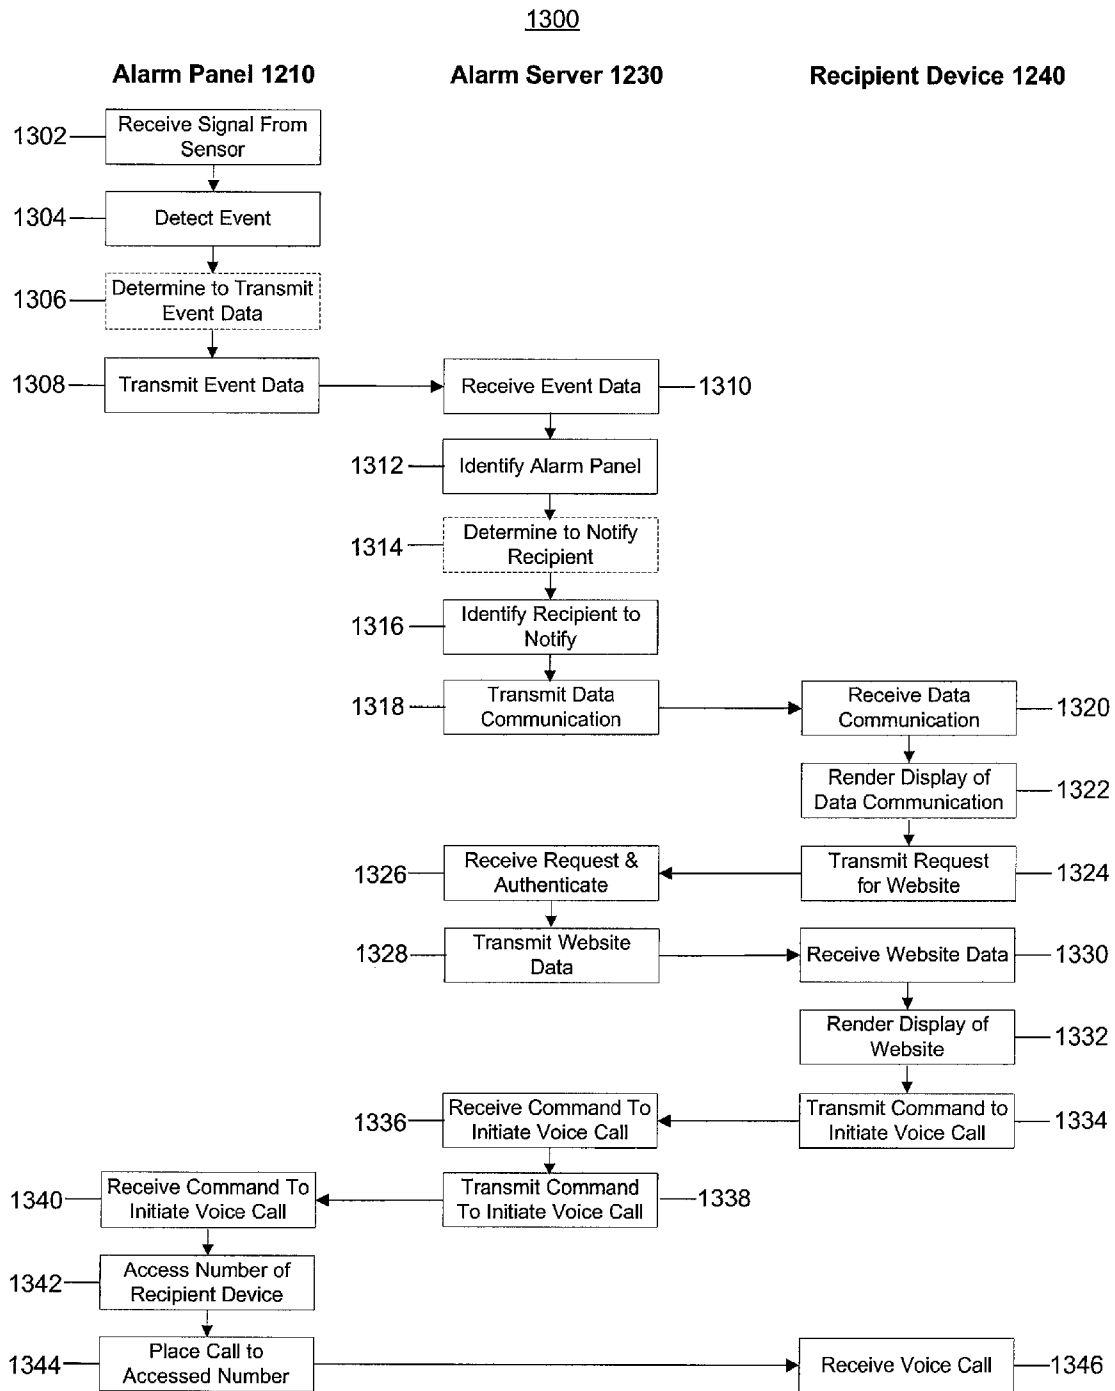 1300
Alarm Panel 1210
Alarm Server 1230
Recipient Device 1240
1302
Receive Signal From
Sensor
1304
Detect Event
1306
Determine to Transmit
Event Data
1308
Transmit Event Data
Receive Event Data
1310
1312
Identify Alarm Panel
1314
Determine to Notify
Recipient
1316
Identify Recipient to
Notify
1318
Transmit Data
Communication
Receive Data
Communication
1320
Render Display of
Data Communication
1322
1326
Receive Request &
Authenticate
Transmit Request
for Website
1324
1328
Transmit Website
Data
Receive Website Data
1330
Render Display of
Website
1332
1336
Receive Command To
Initiate Voice Call
Transmit Command to
Initiate Voice Call
1334
1340
Receive Command To
Initiate Voice Call
Transmit Command
To Initiate Voice Call
1338
1342
Access Number of
Recipient Device
1344
Place Call to
Accessed Number
Receive Voice Call
1346